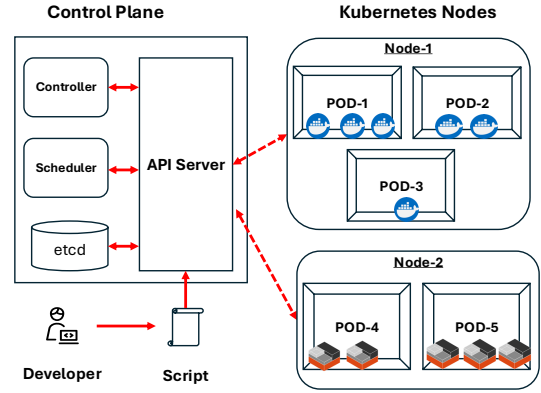 Control Plane
Kubernetes Nodes
Controller
Scheduler
etcd
API Server
Developer
Script
Node-1
POD-1
POD-2
POD-3
Node-2
POD-4
POD-5